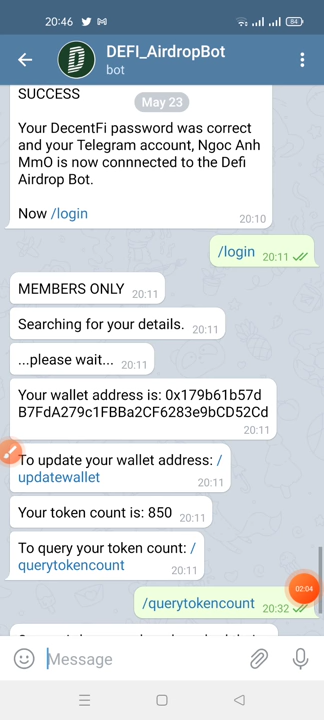 20:46
84
DEFI_AirdropBot
bot
SUCCESS
May 23
Your DecentFi password was correct
and your Telegram account, Ngoc Anh
MmO is now connnected to the Defi
Airdrop Bot.
Now /login
20:10
/login 20:11
MEMBERS ONLY 20:11
Searching for your details. 20:11
...please wait... 20:11
Your wallet address is: 0x179b61b57d
B7FdA279c1FBBa2CF6283e9bCD52Cd
20:11
To update your wallet address: /
updatewallet 20:11
Your token count is: 850 20:11
To query your token count: /
querytokencount 20:11
/querytokencount 20:32
02:04
Message